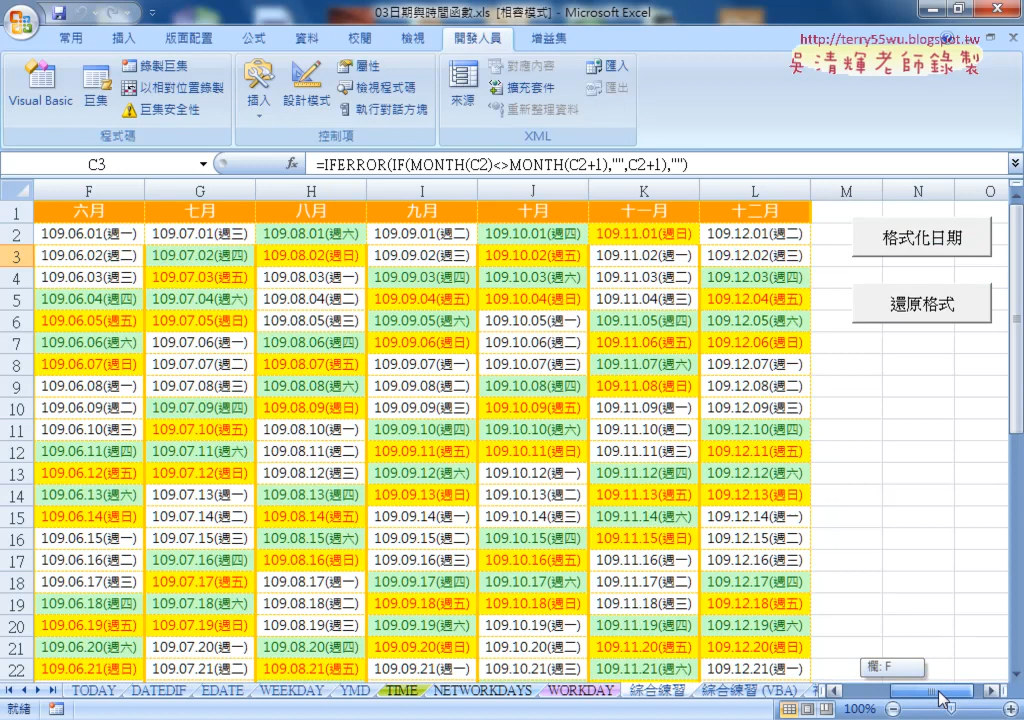 03日期與時間函數.xls [相容模式] - Microsoft Excel
常用 插入 版面配置 公式 資料 校閱 檢視 開發人員 增益集
http://terry55wu.blogspot.tw
吳清輝老師錄製
Visual Basic 巨集 錄製巨集 以相對位置錄製 巨集安全性
插入 設計模式 屬性 檢視程式碼 執行對話方塊
來源 對應內容 擴充套件 重新整理資料 匯入 匯出
程式碼 控制項 XML
C3 fx =IFERROR(IF(MONTH(C2)<>MONTH(C2+1),"",C2+1),"")
F G H I J K L M N O
1 六月 七月 八月 九月 十月 十一月 十二月
2 109.06.01(週一) 109.07.01(週三) 109.08.01(週六) 109.09.01(週二) 109.10.01(週四) 109.11.01(週日) 109.12.01(週二)
3 109.06.02(週二) 109.07.02(週四) 109.08.02(週日) 109.09.02(週三) 109.10.02(週五) 109.11.02(週一) 109.12.02(週三)
4 109.06.03(週三) 109.07.03(週五) 109.08.03(週一) 109.09.03(週四) 109.10.03(週六) 109.11.03(週二) 109.12.03(週四)
5 109.06.04(週四) 109.07.04(週六) 109.08.04(週二) 109.09.04(週五) 109.10.04(週日) 109.11.04(週三) 109.12.04(週五)
6 109.06.05(週五) 109.07.05(週日) 109.08.05(週三) 109.09.05(週六) 109.10.05(週一) 109.11.05(週四) 109.12.05(週六)
7 109.06.06(週六) 109.07.06(週一) 109.08.06(週四) 109.09.06(週日) 109.10.06(週二) 109.11.06(週五) 109.12.06(週日)
8 109.06.07(週日) 109.07.07(週二) 109.08.07(週五) 109.09.07(週一) 109.10.07(週三) 109.11.07(週六) 109.12.07(週一)
9 109.06.08(週一) 109.07.08(週三) 109.08.08(週六) 109.09.08(週二) 109.10.08(週四) 109.11.08(週日) 109.12.08(週二)
10 109.06.09(週二) 109.07.09(週四) 109.08.09(週日) 109.09.09(週三) 109.10.09(週五) 109.11.09(週一) 109.12.09(週三)
11 109.06.10(週三) 109.07.10(週五) 109.08.10(週一) 109.09.10(週四) 109.10.10(週六) 109.11.10(週二) 109.12.10(週四)
12 109.06.11(週四) 109.07.11(週六) 109.08.11(週二) 109.09.11(週五) 109.10.11(週日) 109.11.11(週三) 109.12.11(週五)
13 109.06.12(週五) 109.07.12(週日) 109.08.12(週三) 109.09.12(週六) 109.10.12(週一) 109.11.12(週四) 109.12.12(週六)
14 109.06.13(週六) 109.07.13(週一) 109.08.13(週四) 109.09.13(週日) 109.10.13(週二) 109.11.13(週五) 109.12.13(週日)
15 109.06.14(週日) 109.07.14(週二) 109.08.14(週五) 109.09.14(週一) 109.10.14(週三) 109.11.14(週六) 109.12.14(週一)
16 109.06.15(週一) 109.07.15(週三) 109.08.15(週六) 109.09.15(週二) 109.10.15(週四) 109.11.15(週日) 109.12.15(週二)
17 109.06.16(週二) 109.07.16(週四) 109.08.16(週日) 109.09.16(週三) 109.10.16(週五) 109.11.16(週一) 109.12.16(週三)
18 109.06.17(週三) 109.07.17(週五) 109.08.17(週一) 109.09.17(週四) 109.10.17(週六) 109.11.17(週二) 109.12.17(週四)
19 109.06.18(週四) 109.07.18(週六) 109.08.18(週二) 109.09.18(週五) 109.10.18(週日) 109.11.18(週三) 109.12.18(週五)
20 109.06.19(週五) 109.07.19(週日) 109.08.19(週三) 109.09.19(週六) 109.10.19(週一) 109.11.19(週四) 109.12.19(週六)
21 109.06.20(週六) 109.07.20(週一) 109.08.20(週四) 109.09.20(週日) 109.10.20(週二) 109.11.20(週五) 109.12.20(週日)
22 109.06.21(週日) 109.07.21(週二) 109.08.21(週五) 109.09.21(週一) 109.10.21(週三) 109.11.21(週六) 109.12.21(週一)
格式化日期
還原格式
欄: F
TODAY DATEDIF EDATE WEEKDAY YMD TIME NETWORKDAYS WORKDAY 綜合練習 綜合練習 (VBA)
就緒 100%